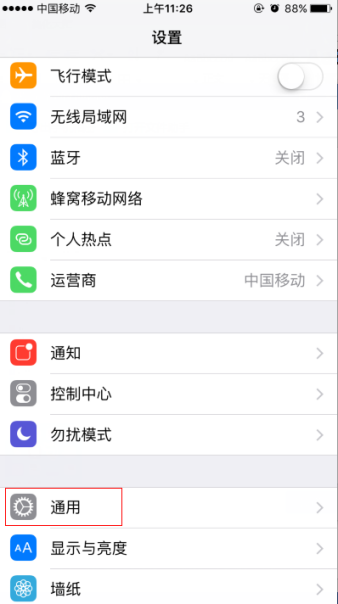 中国移动 上午11:26 88%
设置
飞行模式
无线局域网 3
蓝牙 关闭
蜂窝移动网络
个人热点 关闭
运营商 中国移动
通知
控制中心
勿扰模式
通用
AA 显示与亮度
墙纸